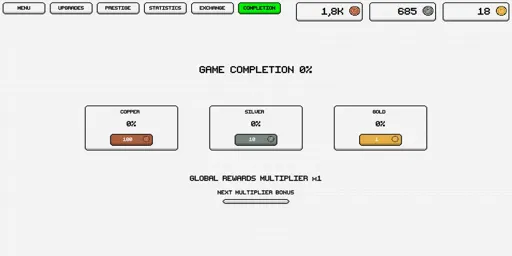 MENU
UPGRADES
PRESTIGE
STATISTICS
EXCHANGE
COMPLETION
1,8K
685
18
GAME COMPLETION 0%
COPPER
SILVER
GOLD
0%
0%
0%
100
10
1
GLOBAL REWARDS MULTIPLIER x1
NEXT MULTIPLIER BONUS